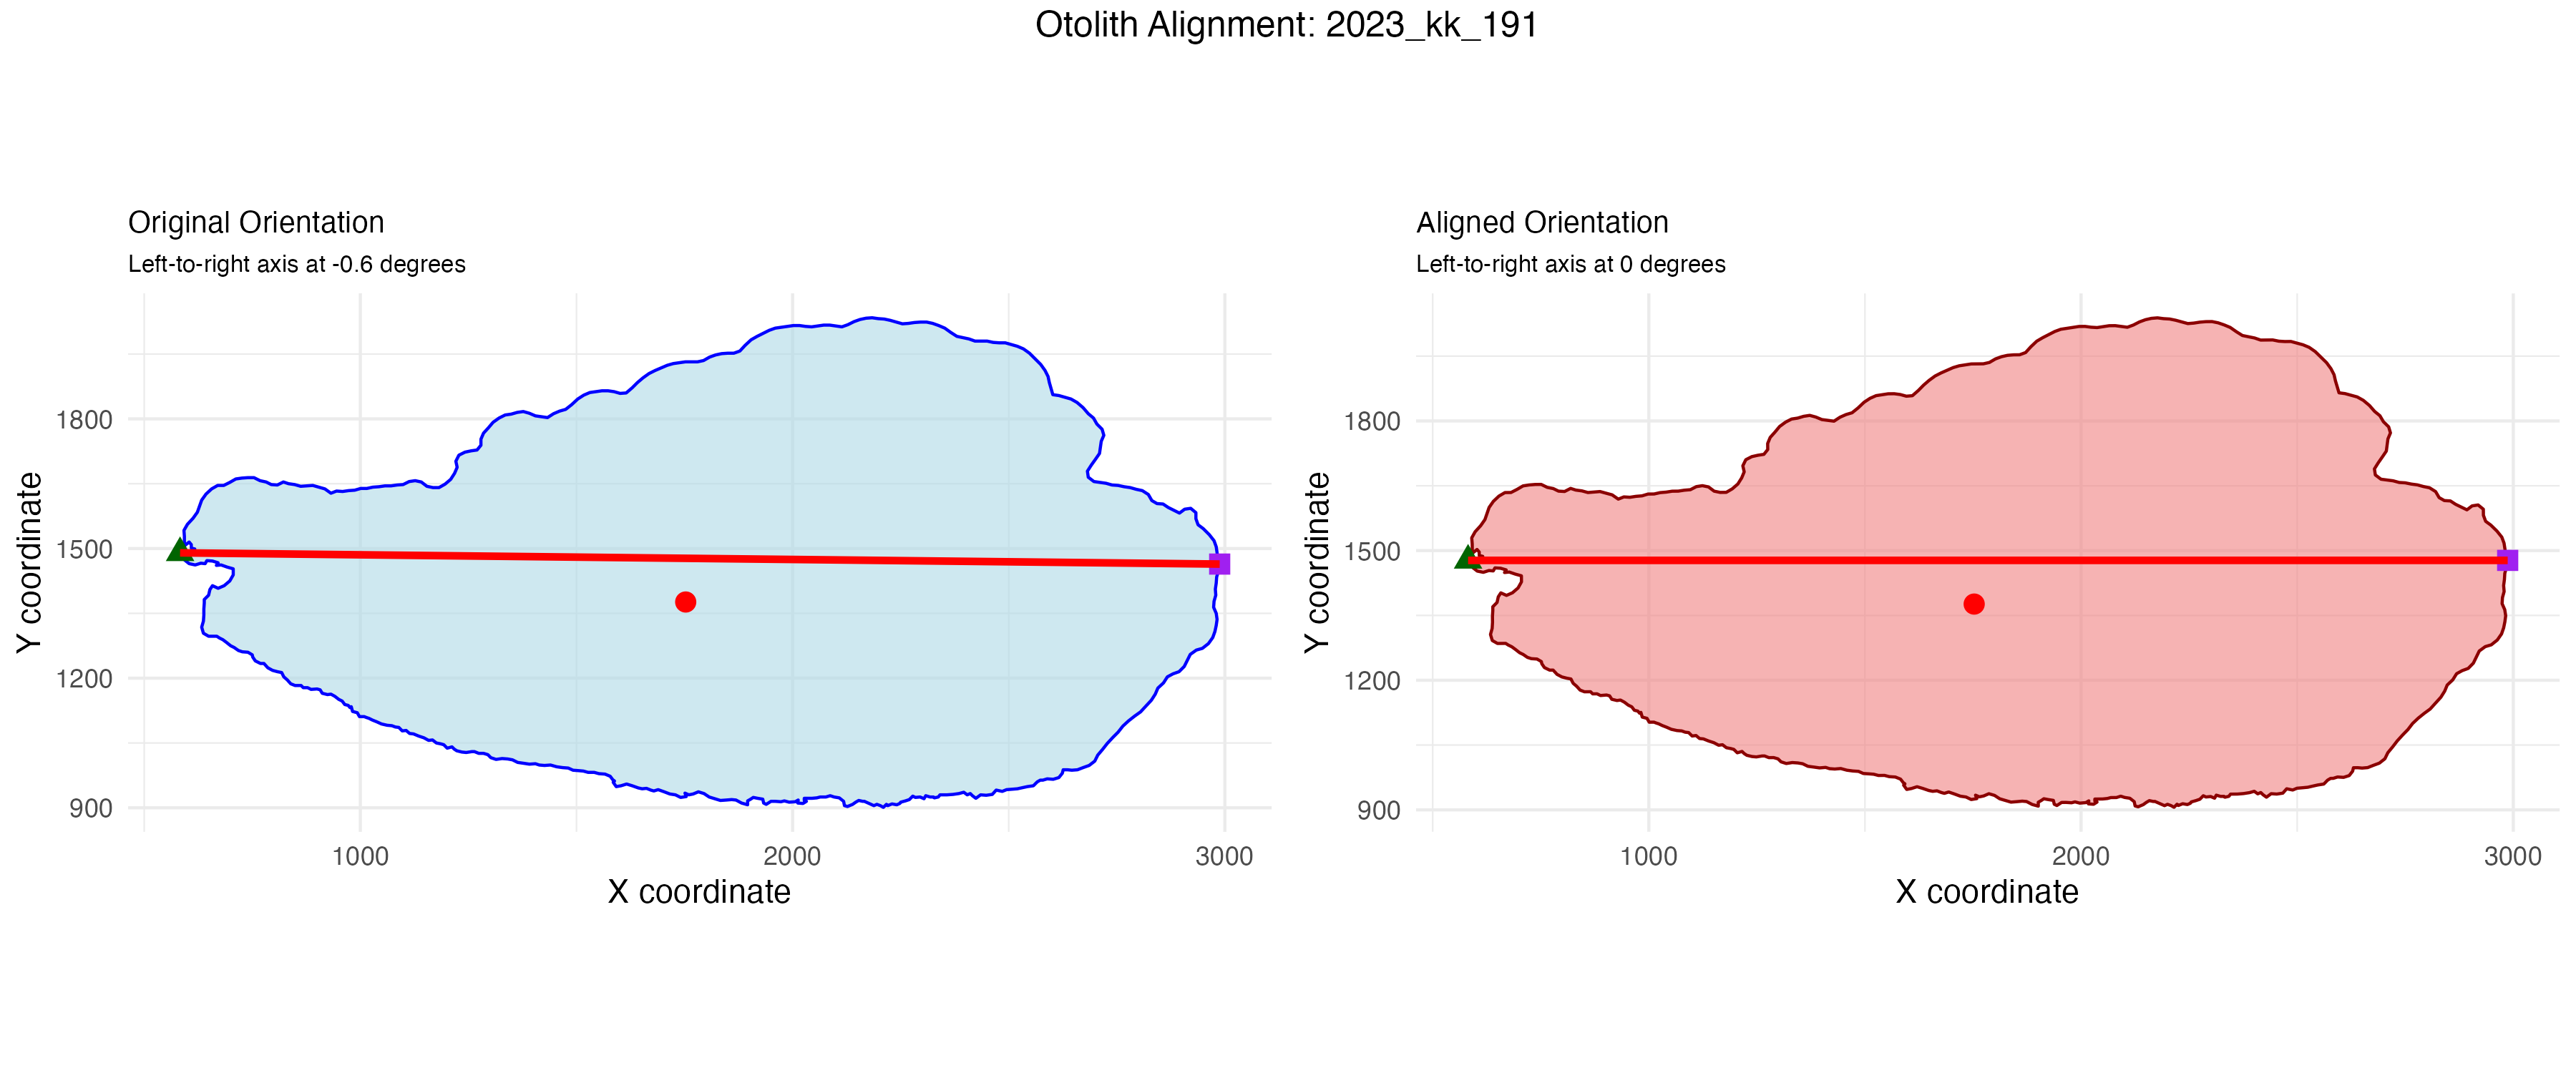 Otolith Alignment: 2023_kk_191
Original Orientation
Left-to-right axis at -0.6 degrees
1800
1500
1200
900
Y coordinate
1000
2000
3000
X coordinate
Aligned Orientation
Left-to-right axis at 0 degrees
1800
1500
1200
900
Y coordinate
1000
2000
3000
X coordinate